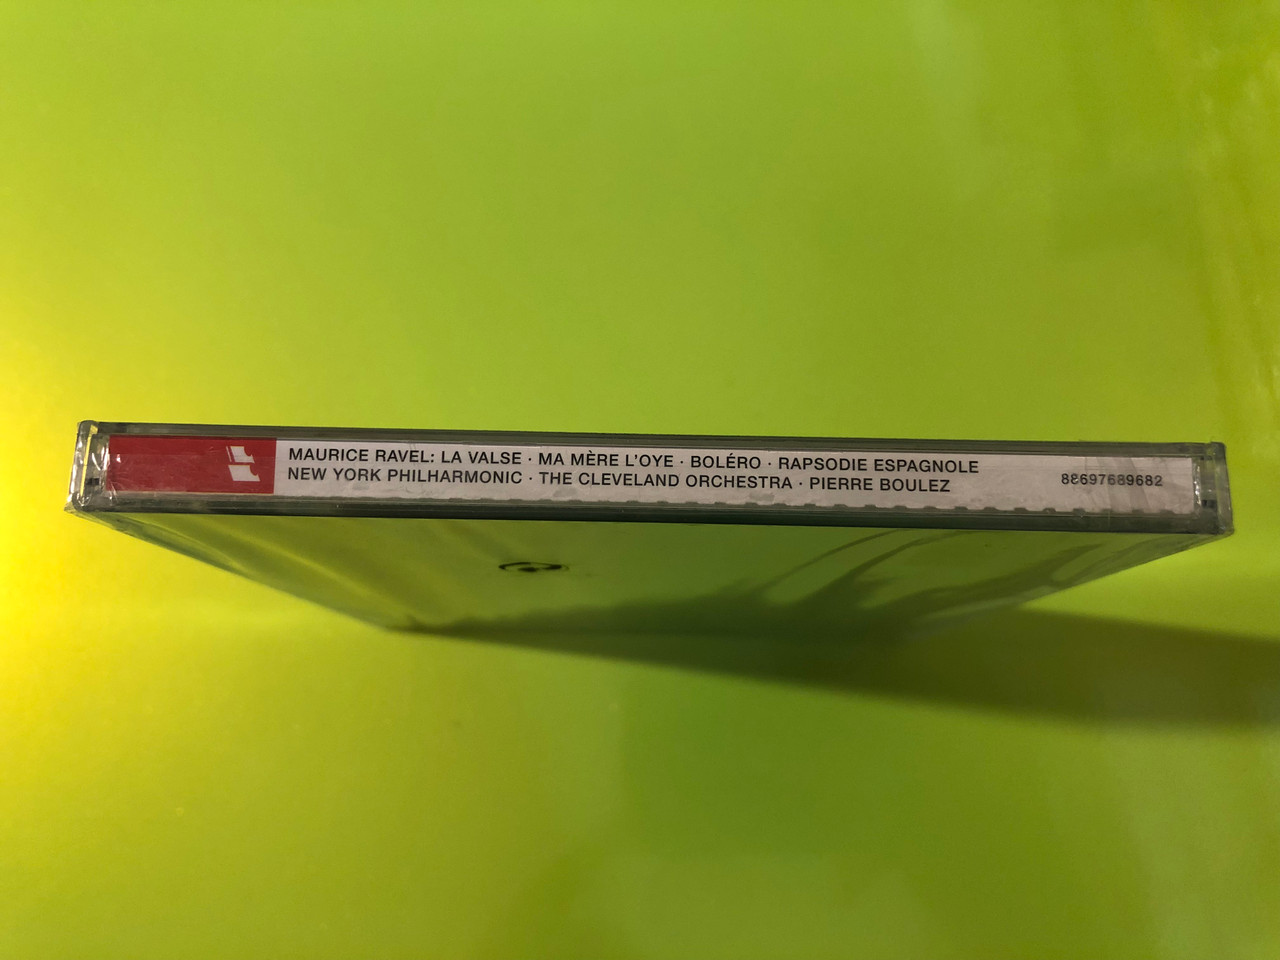 MAURICE RAVEL: LA VALSE · MA MÈRE L'OYE · BOLÉRO · RAPSODIE ESPAGNOLE
NEW YORK PHILHARMONIC · THE CLEVELAND ORCHESTRA · PIERRE BOULEZ
88697689682